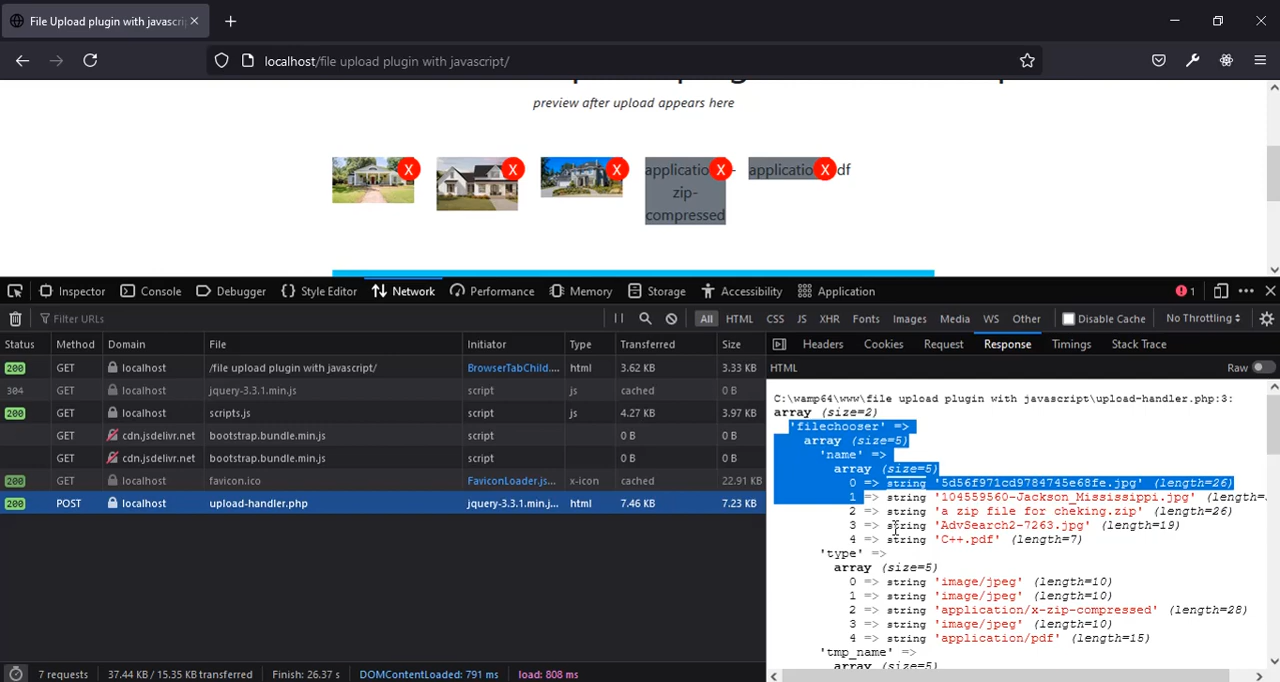 File Upload plugin with javascri
localhost/file upload plugin with javascript/
preview after upload appears here
X X X X X
applicatio - zip- compressed
applicatio df
Inspector Console Debugger Style Editor Network Performance Memory Storage Accessibility Application 1
Filter URLs All HTML CSS JS XHR Fonts Images Media WS Other Disable Cache No Throttling
Status Method Domain File Initiator Type Transferred Size
Headers Cookies Request Response Timings Stack Trace
200 GET localhost /file upload plugin with javascript/ BrowserTabChild.... html 3.62 KB 3.33 KB
304 GET localhost jquery-3.3.1.min.js script js cached 0 B
200 GET localhost scripts.js script js 4.27 KB 3.97 KB
GET cdn.jsdelivr.net bootstrap.bundle.min.js script 0 B 0 B
GET cdn.jsdelivr.net bootstrap.bundle.min.js script 0 B 0 B
200 GET localhost favicon.ico FaviconLoader.js... x-icon cached 22.91 KB
200 POST localhost upload-handler.php jquery-3.3.1.min.j... html 7.46 KB 7.23 KB
HTML Raw
C:\wamp64\www\file upload plugin with javascript\upload-handler.php:3:
array (size=2)
'filechooser' =>
array (size=5)
'name' =>
array (size=5)
0 => string '5d56f971cd9784745e68fe.jpg' (length=26)
1 => string '104559560-Jackson_Mississippi.jpg' (length=
2 => string 'a zip file for cheking.zip' (length=26)
3 => string 'AdvSearch2-7263.jpg' (length=19)
4 => string 'C++.pdf' (length=7)
'type' =>
array (size=5)
0 => string 'image/jpeg' (length=10)
1 => string 'image/jpeg' (length=10)
2 => string 'application/x-zip-compressed' (length=28)
3 => string 'image/jpeg' (length=10)
4 => string 'application/pdf' (length=15)
'tmp_name' =>
array (size=5)
7 requests 37.44 KB / 15.35 KB transferred Finish: 26.37 s DOMContentLoaded: 791 ms load: 808 ms